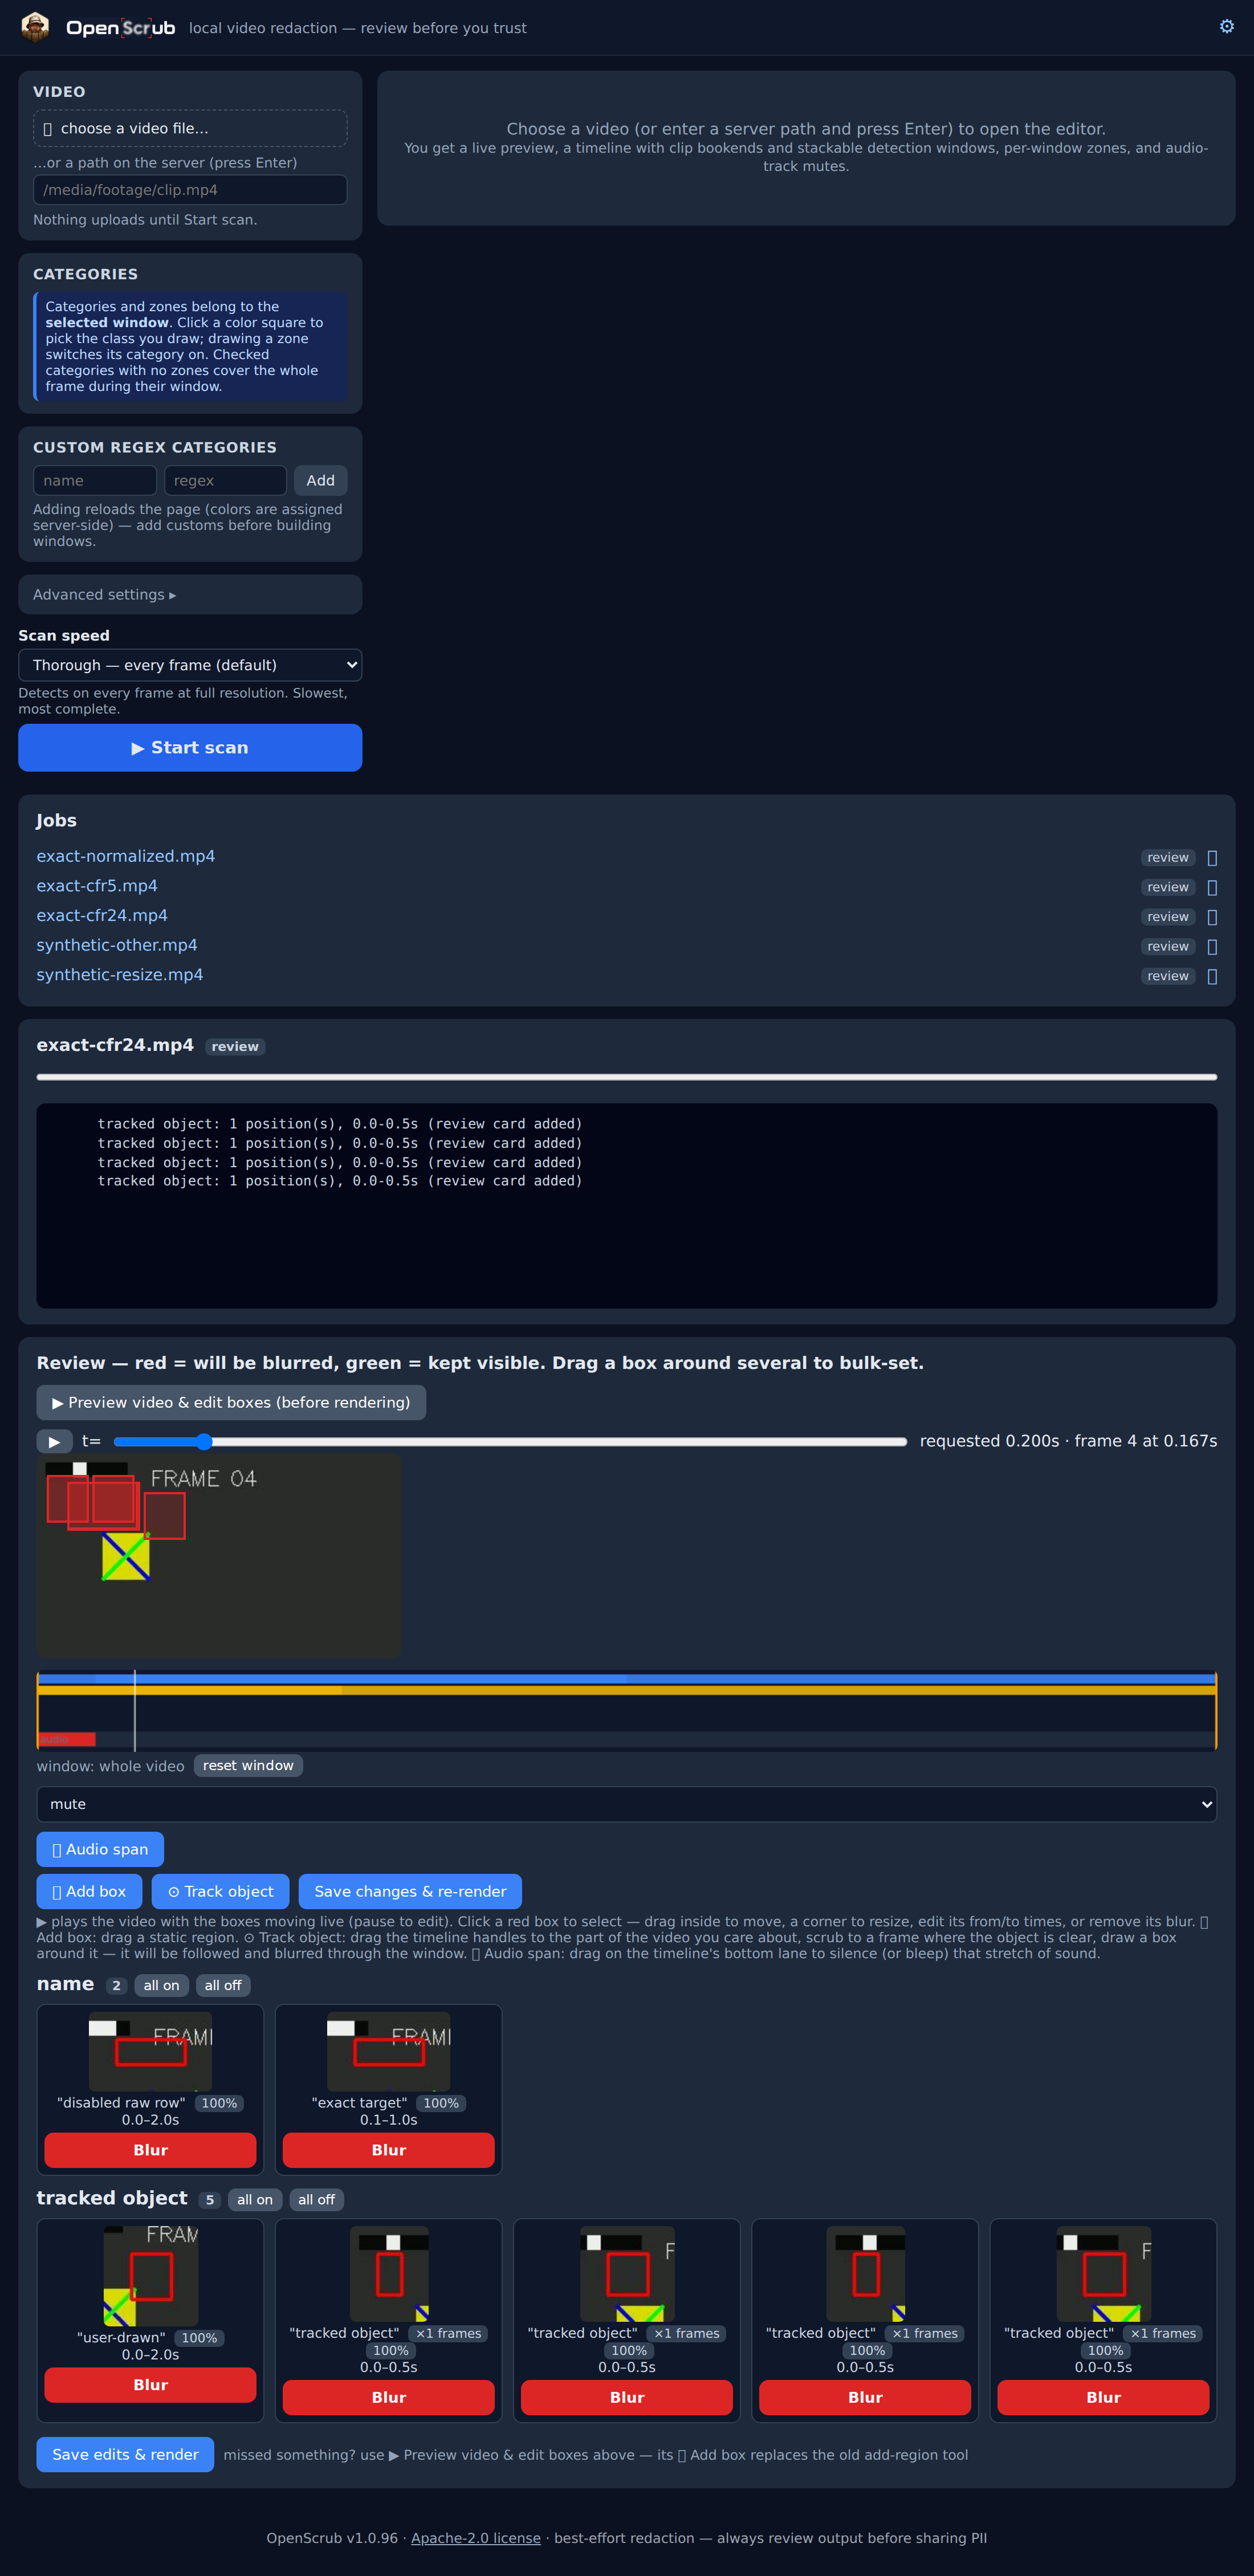 OpenScrub local video redaction — review before you trust
VIDEO
choose a video file…
…or a path on the server (press Enter)
/media/footage/clip.mp4
Nothing uploads until Start scan.
Choose a video (or enter a server path and press Enter) to open the editor.
You get a live preview, a timeline with clip bookends and stackable detection windows, per-window zones, and audio-
track mutes.
CATEGORIES
Categories and zones belong to the
selected window. Click a color square to
pick the class you draw; drawing a zone
switches its category on. Checked
categories with no zones cover the whole
frame during their window.
CUSTOM REGEX CATEGORIES
name regex Add
Adding reloads the page (colors are assigned
server-side) — add customs before building
windows.
Advanced settings ▸
Scan speed
Thorough — every frame (default)
Detects on every frame at full resolution. Slowest,
most complete.
▶ Start scan
Jobs
exact-normalized.mp4 review
exact-cfr5.mp4 review
exact-cfr24.mp4 review
synthetic-other.mp4 review
synthetic-resize.mp4 review
exact-cfr24.mp4 review
tracked object: 1 position(s), 0.0-0.5s (review card added)
tracked object: 1 position(s), 0.0-0.5s (review card added)
tracked object: 1 position(s), 0.0-0.5s (review card added)
tracked object: 1 position(s), 0.0-0.5s (review card added)
Review — red = will be blurred, green = kept visible. Drag a box around several to bulk-set.
▶ Preview video & edit boxes (before rendering)
▶ t= requested 0.200s · frame 4 at 0.167s
FRAME 04
audio
window: whole video reset window
mute
Audio span
Add box ⊙ Track object Save changes & re-render
▶ plays the video with the boxes moving live (pause to edit). Click a red box to select — drag inside to move, a corner to resize, edit its from/to times, or remove its blur.
Add box: drag a static region. ⊙ Track object: drag the timeline handles to the part of the video you care about, scrub to a frame where the object is clear, draw a box
around it — it will be followed and blurred through the window. Audio span: drag on the timeline's bottom lane to silence (or bleep) that stretch of sound.
name 2 all on all off
FRAMI FRAMI
"disabled raw row" 100% "exact target" 100%
0.0–2.0s 0.1–1.0s
Blur Blur
tracked object 5 all on all off
FRAM F F
"user-drawn" 100% "tracked object" ×1 frames "tracked object" ×1 frames "tracked object" ×1 frames "tracked object" ×1 frames
0.0–2.0s 100% 100% 100% 100%
0.0–0.5s 0.0–0.5s 0.0–0.5s 0.0–0.5s
Blur Blur Blur Blur Blur
Save edits & render missed something? use ▶ Preview video & edit boxes above — its Add box replaces the old add-region tool
OpenScrub v1.0.96 · Apache-2.0 license · best-effort redaction — always review output before sharing PII